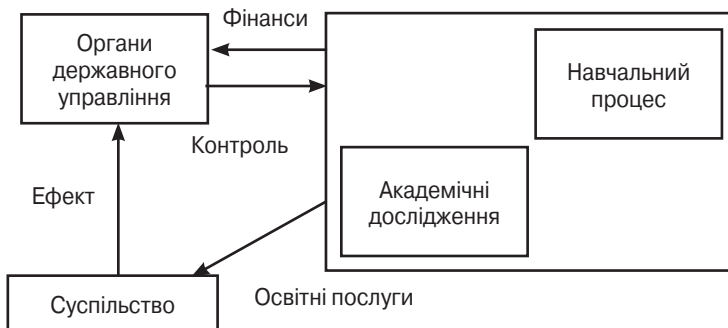 Фінанси
Органи
державного
управління
Навчальний
процес
Контроль
Академічні
дослідження
Ефект
Суспільство
Освітні послуги